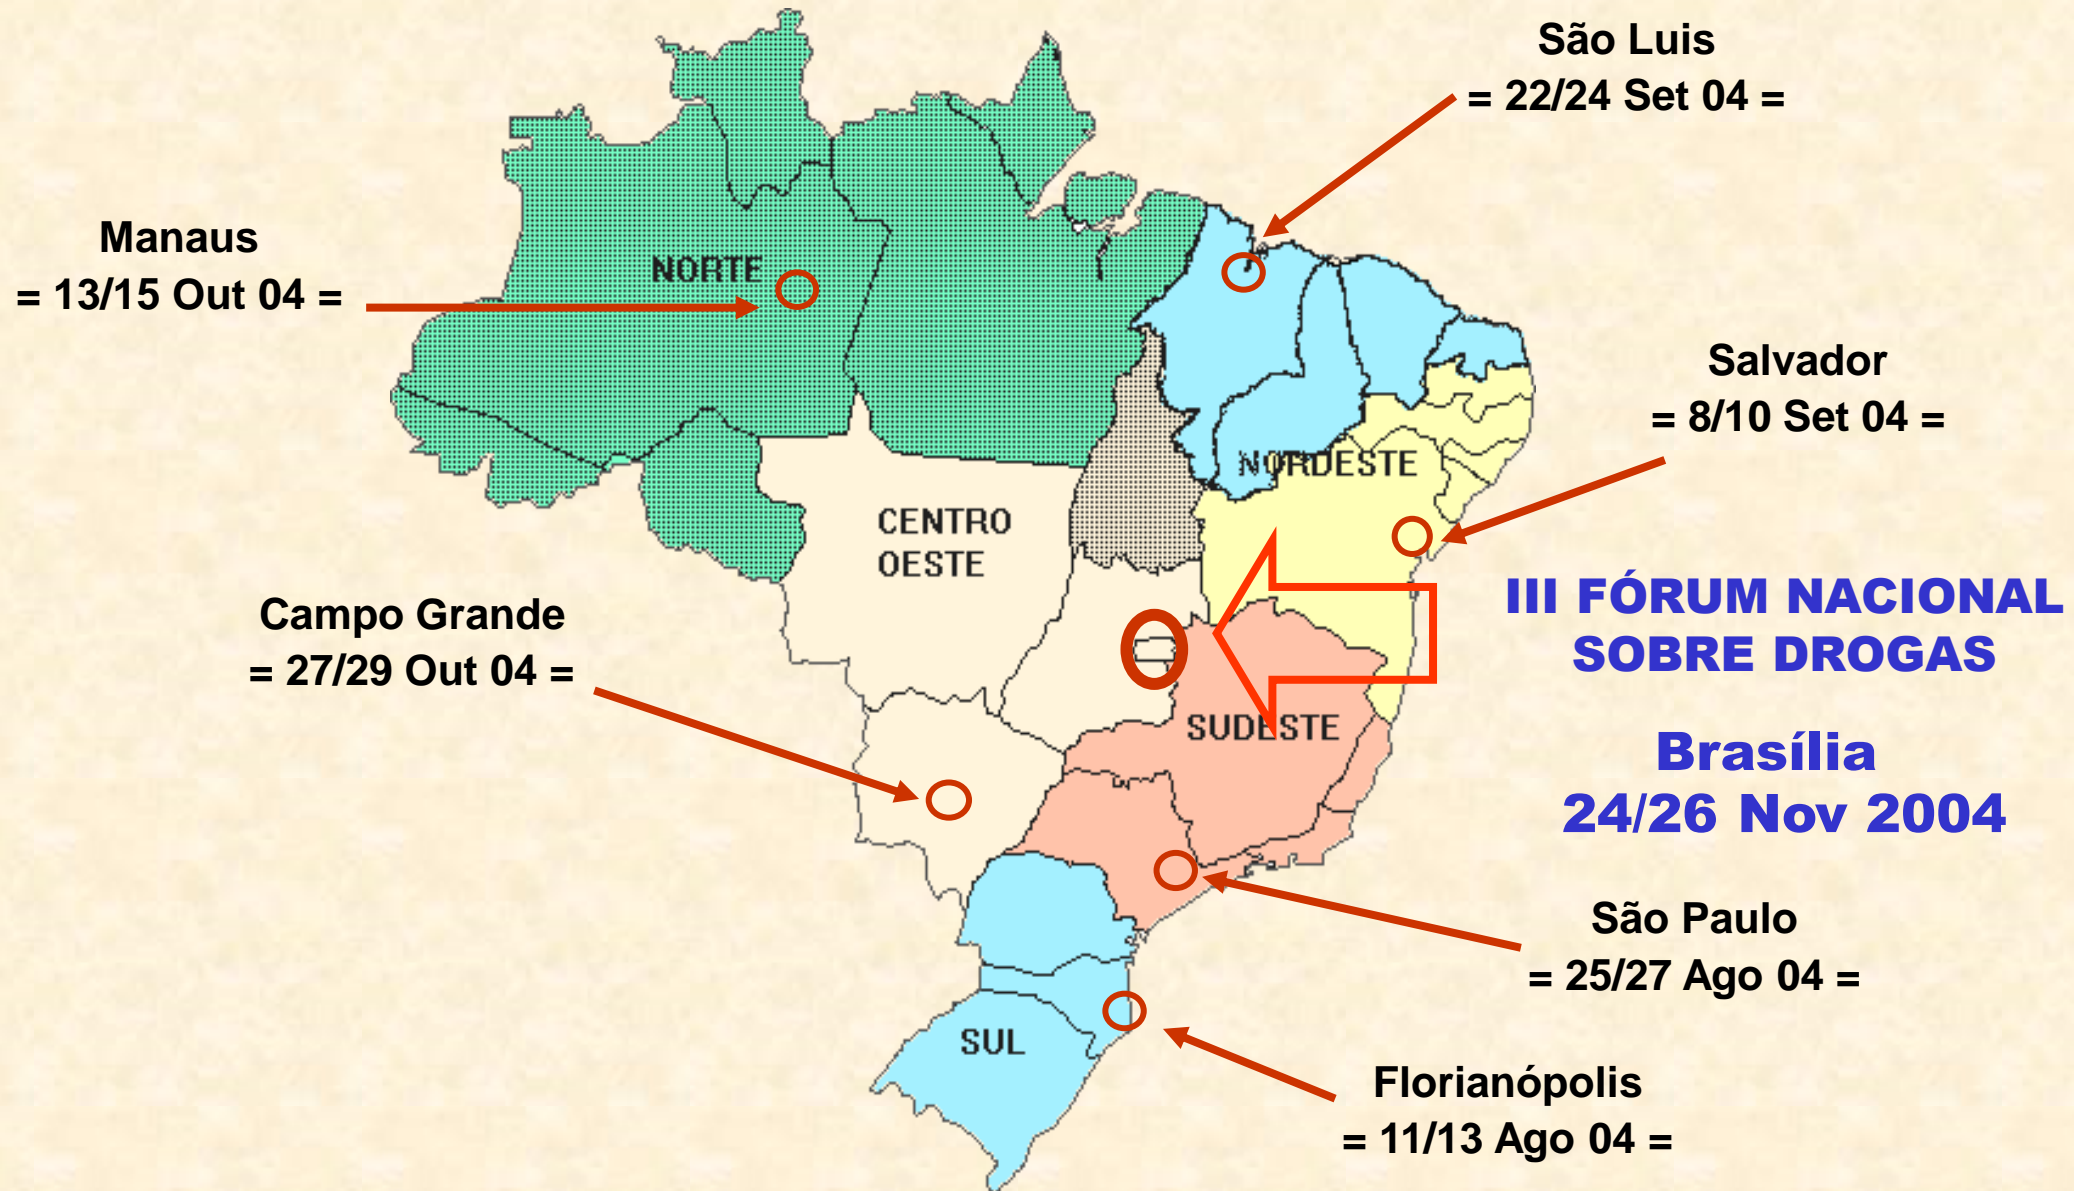 São Luis
= 22/24 Set 04 =
Manaus
= 13/15 Out 04 =
NORTE
Salvador
= 8/10 Set 04 =
NORDESTE
CENTRO
OESTE
III FÓRUM NACIONAL
SOBRE DROGAS
Campo Grande
= 27/29 Out 04 =
SUDESTE
Brasília
24/26 Nov 2004
São Paulo
= 25/27 Ago 04 =
SUL
Florianópolis
= 11/13 Ago 04 =